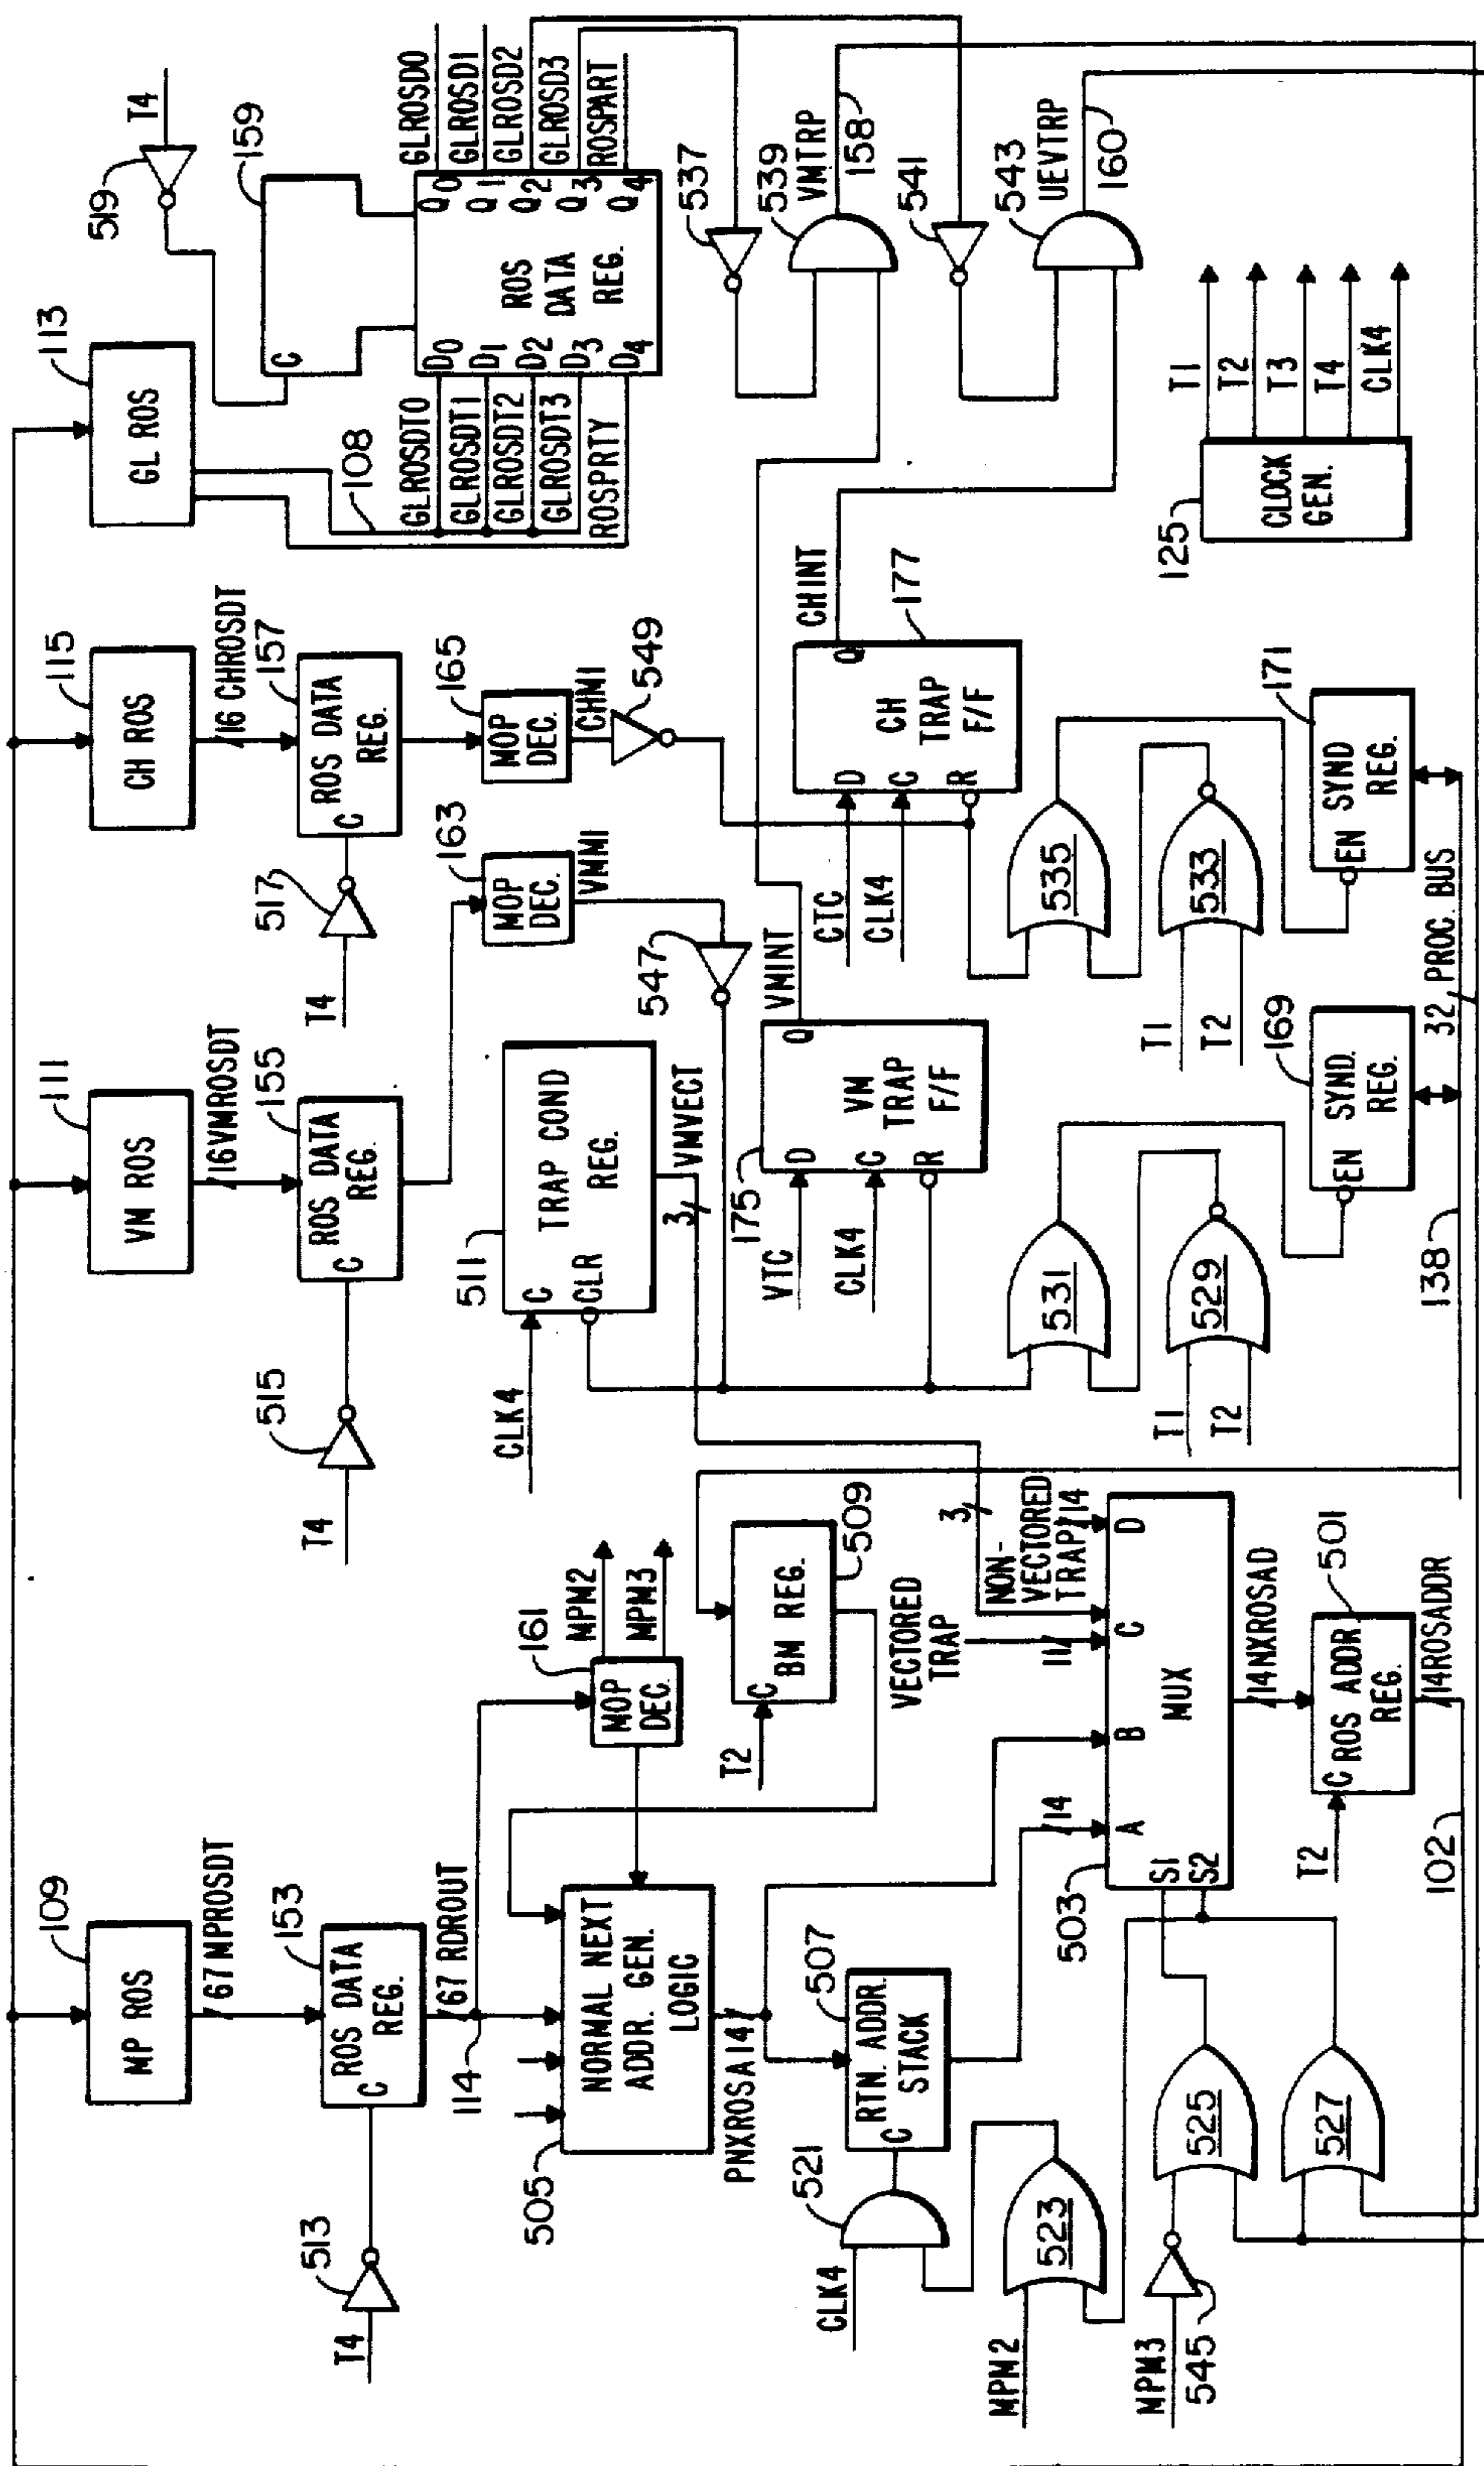 109
MP ROS
67 MPROSDT
153
ROS DATA
REG.
C
513
T4
67 RDROUT
114
111
VM ROS
16 VMROSDT
155
ROS DATA
REG.
C
515
T4
115
CH ROS
16 CHROSDT
157
ROS DATA
REG.
C
517
T4
113
GL ROS
108
519
T4
159
C
GLROSDT0
GLROSDT1
GLROSDT2
GLROSDT3
ROSPRTY
D0
D1
D2
D3
D4
ROS
DATA
REG.
Q0
Q1
Q2
Q3
Q4
GLROSD0
GLROSD1
GLROSD2
GLROSD3
ROSPART
161
MOP
DEC.
MPM2
MPM3
163
MOP
DEC.
VMM1
547
165
MOP
DEC.
CHM1
549
505
NORMAL NEXT
ADDR. GEN.
LOGIC
PNXROSA 14
T2
C
BM REG.
509
511
C
CLR
TRAP COND
REG.
CLK4
3
VMVECT
537
539
VMTRP
158
541
543
UEVTRP
160
VMINT
CHINT
175
VTC
CLK4
D
C
R
Q
VM
TRAP
F/F
177
CTC
CLK4
D
C
R
Q
CH
TRAP
F/F
125
CLOCK
GEN.
T1
T2
T3
T4
CLK4
521
CLK4
507
C
RTN. ADDR.
STACK
14
VECTORED
TRAP
11
3
NON-
VECTORED
TRAP
14
MPM2
523
MPM3
545
525
527
503
S1
S2
A
B
C
D
MUX
14 NXROSAD
T2
C
ROS ADDR
REG.
501
14 ROSADDR
102
531
T1
T2
529
EN
SYND.
REG.
169
535
T1
T2
533
EN
SYND
REG.
171
138
32 PROC. BUS